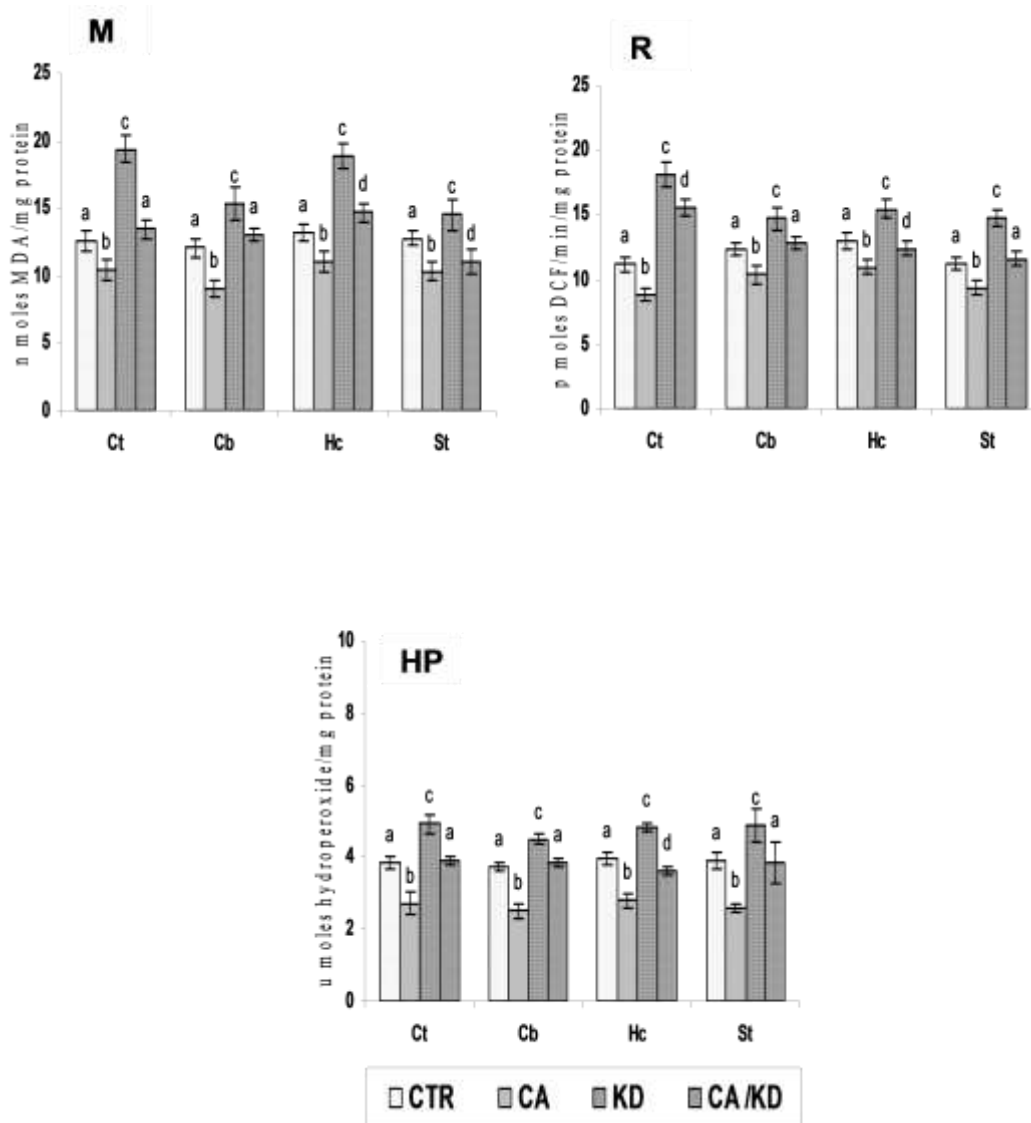 M
n moles MDA/mg protein
25
20
15
10
5
0
a b c a
a b c a
a b c d
a b c d
Ct Cb Hc St
R
p moles DCF/min/mg protein
25
20
15
10
5
0
a b c d
a b c a
a b c d
a b c a
Ct Cb Hc St
HP
u moles hydroperoxide/mg protein
10
8
6
4
2
0
a b c a
a b c a
a b c d
a b c a
Ct Cb Hc St
CTR CA KD CA/KD